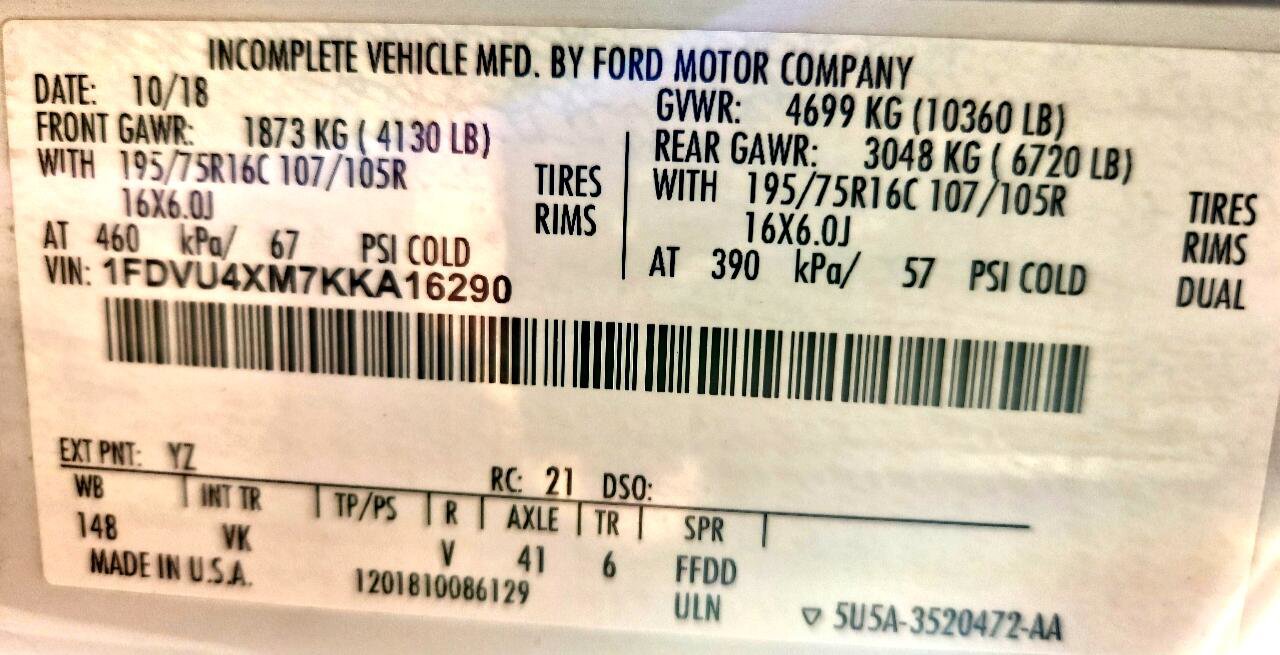 INCOMPLETE VEHICLE MFD. BY FORD MOTOR COMPANY
DATE: 10/18 GVWR: 4699 KG (10360 LB)
FRONT GAWR: 1873 KG ( 4130 LB) REAR GAWR: 3048 KG ( 6720 LB)
WITH 195/75R16C 107/105R TIRES WITH 195/75R16C 107/105R TIRES
16X6.0J RIMS 16X6.0J RIMS
AT 460 kPa/ 67 PSI COLD AT 390 kPa/ 57 PSI COLD DUAL
VIN: 1FDVU4XM7KKA16290
EXT PNT: YZ RC: 21 DSO:
WB INT TR TP/PS R AXLE TR SPR
148 VK V 41 6 FFDD
MADE IN U.S.A. 1201810086129 ULN ▽ 5U5A-3520472-AA